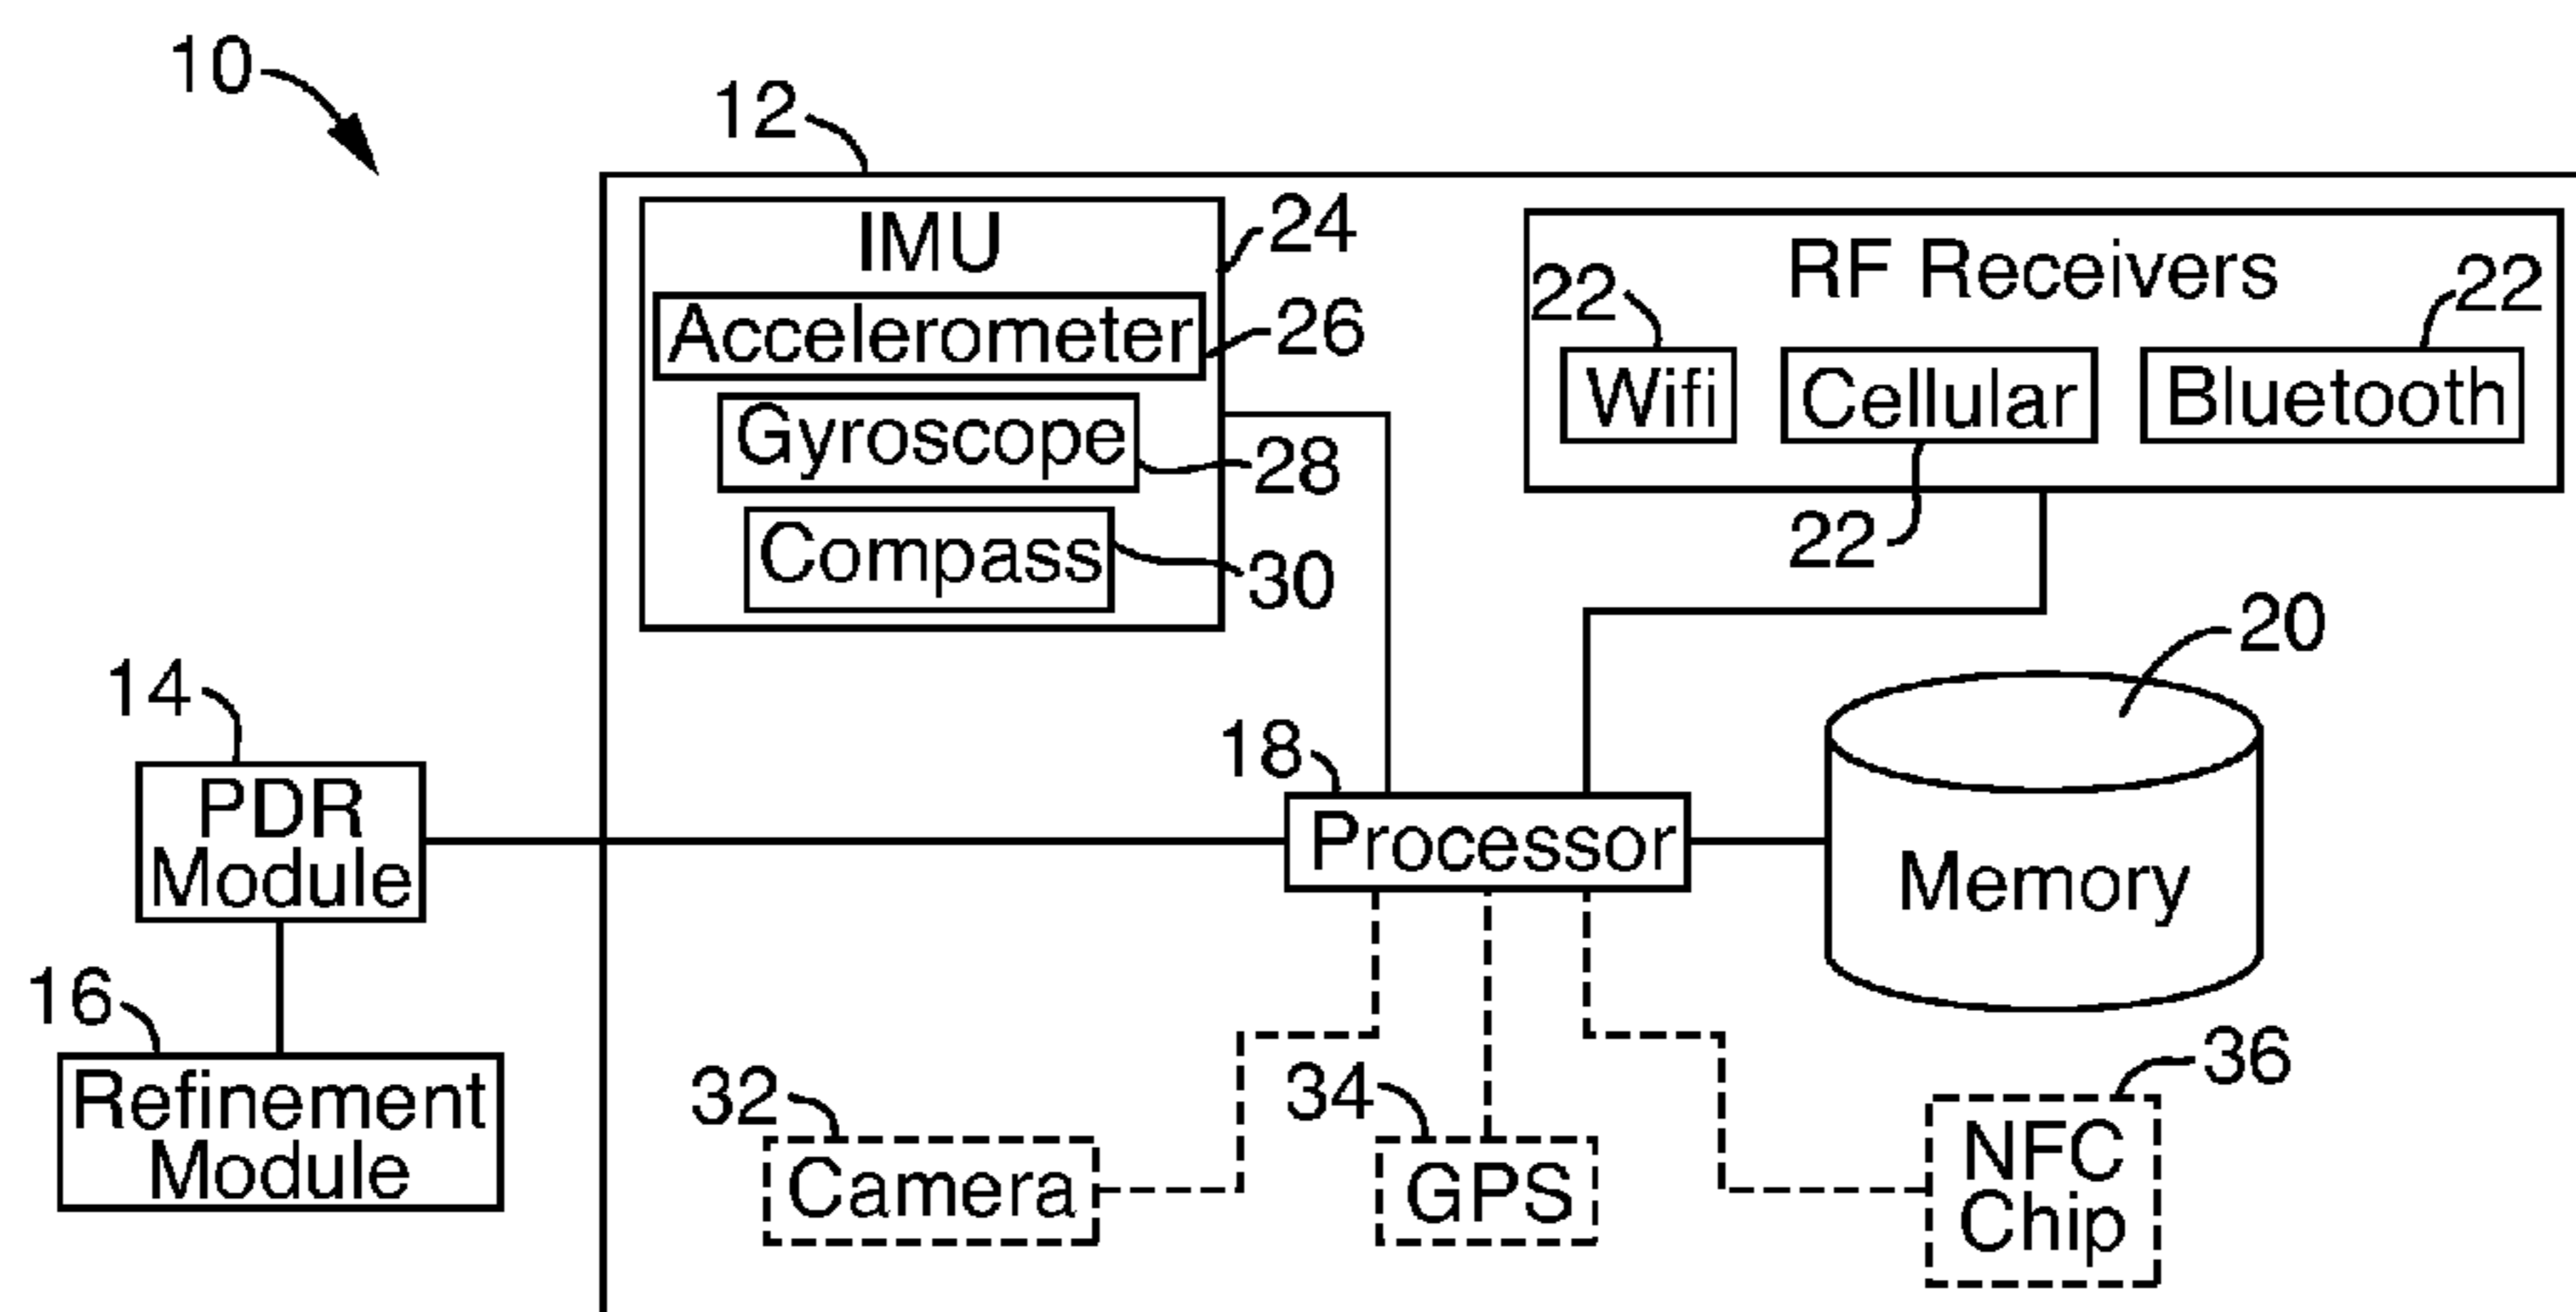 10
12
IMU
24
Accelerometer
26
Gyroscope
28
Compass
30
RF Receivers
22
22
Wifi
Cellular
Bluetooth
22
20
14
PDR
Module
18
Processor
Memory
16
Refinement
Module
32
Camera
34
GPS
36
NFC
Chip